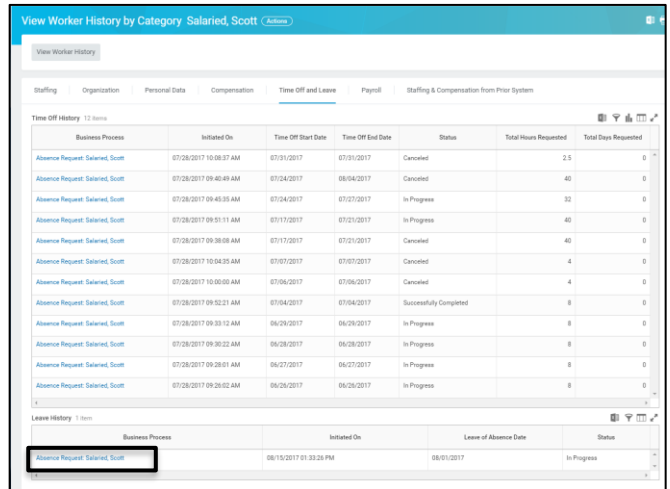 View Worker History by Category Salaried, Scott Actions
View Worker History
Staffing Organization Personal Data Compensation Time Off and Leave Payroll Staffing & Compensation from Prior System
Time Off History 12 items
Business Process Initiated On Time Off Start Date Time Off End Date Status Total Hours Requested Total Days Requested
Absence Request: Salaried, Scott 07/28/2017 10:08:37 AM 07/31/2017 07/31/2017 Canceled 2.5 0
Absence Request: Salaried, Scott 07/28/2017 09:40:49 AM 07/24/2017 08/04/2017 Canceled 40 0
Absence Request: Salaried, Scott 07/28/2017 09:45:35 AM 07/24/2017 07/27/2017 In Progress 32 0
Absence Request: Salaried, Scott 07/28/2017 09:51:11 AM 07/17/2017 07/21/2017 In Progress 40 0
Absence Request: Salaried, Scott 07/28/2017 09:38:08 AM 07/17/2017 07/21/2017 Canceled 40 0
Absence Request: Salaried, Scott 07/28/2017 10:04:35 AM 07/07/2017 07/07/2017 Canceled 4 0
Absence Request: Salaried, Scott 07/28/2017 10:00:00 AM 07/06/2017 07/06/2017 Canceled 4 0
Absence Request: Salaried, Scott 07/28/2017 09:52:21 AM 07/04/2017 07/04/2017 Successfully Completed 8 0
Absence Request: Salaried, Scott 07/28/2017 09:33:12 AM 06/29/2017 06/29/2017 In Progress 8 0
Absence Request: Salaried, Scott 07/28/2017 09:30:22 AM 06/28/2017 06/28/2017 In Progress 8 0
Absence Request: Salaried, Scott 07/28/2017 09:28:01 AM 06/27/2017 06/27/2017 In Progress 8 0
Absence Request: Salaried, Scott 07/28/2017 09:26:02 AM 06/26/2017 06/26/2017 In Progress 8 0
Leave History 1 item
Business Process Initiated On Leave of Absence Date Status
Absence Request: Salaried, Scott 08/15/2017 01:33:26 PM 08/01/2017 In Progress